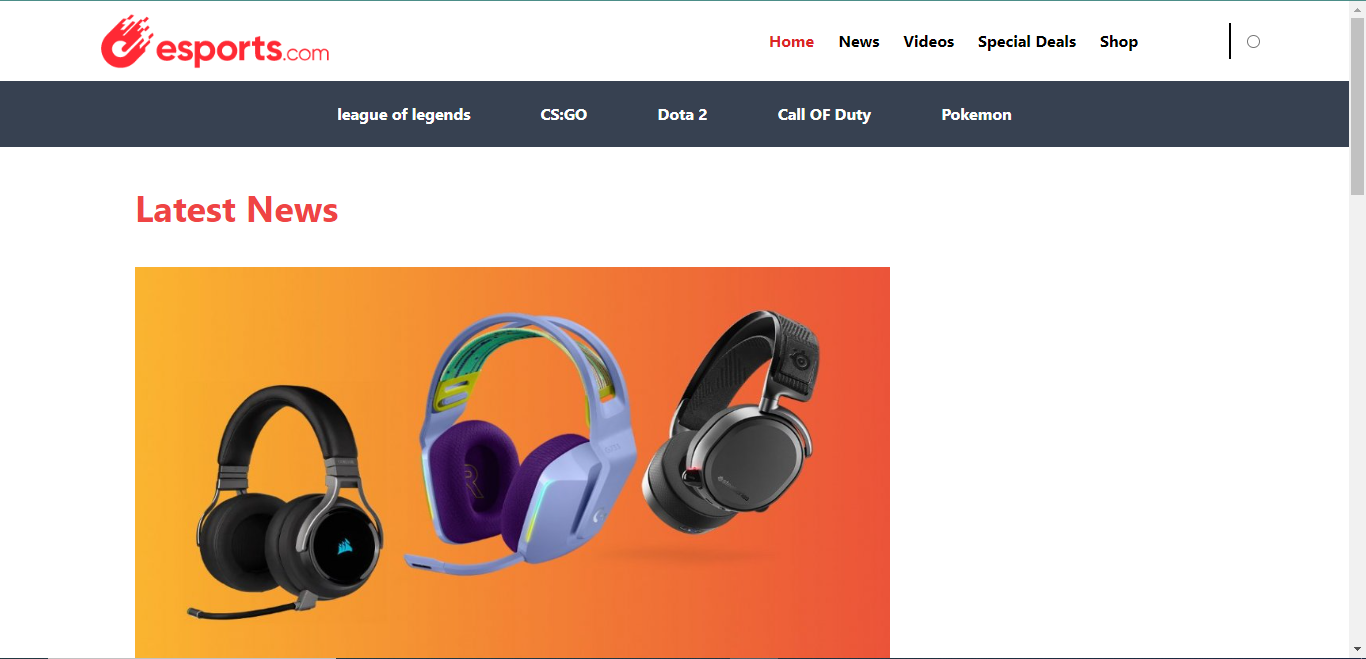 esports.com
Home News Videos Special Deals Shop
league of legends CS:GO Dota 2 Call OF Duty Pokemon
Latest News